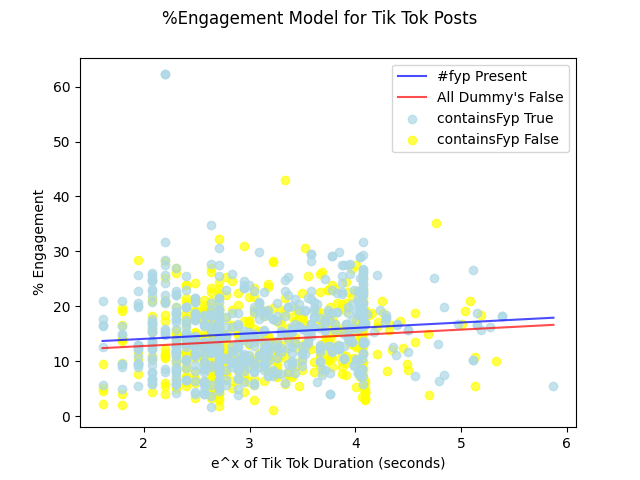 %Engagement Model for Tik Tok Posts
#fyp Present
All Dummy's False
containsFyp True
containsFyp False
60
50
40
30
20
10
0
% Engagement
2 3 4 5 6
e^x of Tik Tok Duration (seconds)